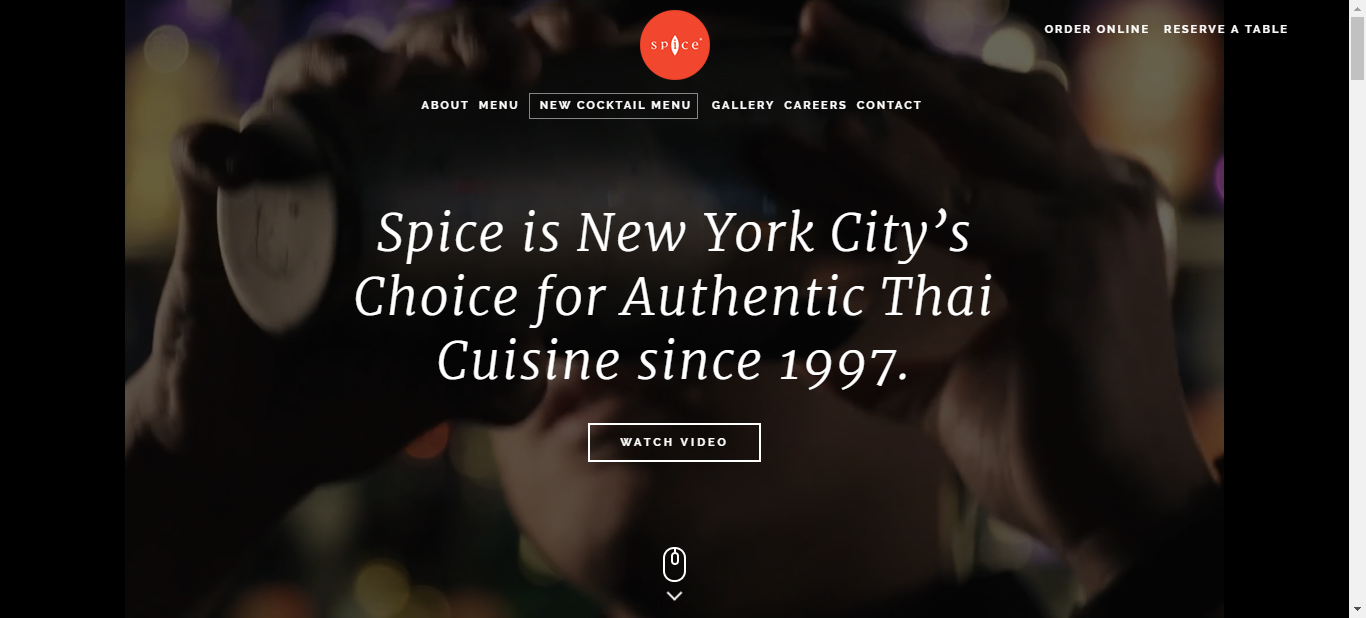 spice
ORDER ONLINE RESERVE A TABLE
ABOUT MENU NEW COCKTAIL MENU GALLERY CAREERS CONTACT
Spice is New York City’s
Choice for Authentic Thai
Cuisine since 1997.
WATCH VIDEO